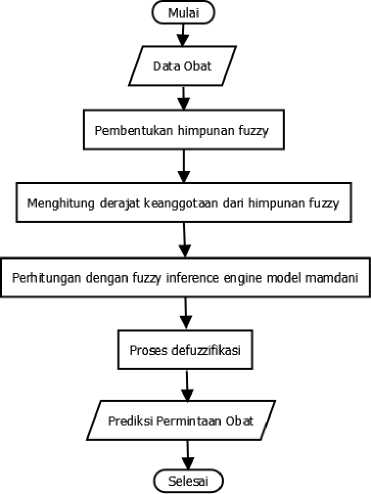 Mulai
Data Obat
Pembentukan himpunan fuzzy
Menghitung derajat keanggotaan dari himpunan fuzzy
Perhitungan dengan fuzzy inference engine model mamdani
Proses defuzzifikasi
Prediksi Permintaan Obat
Selesai